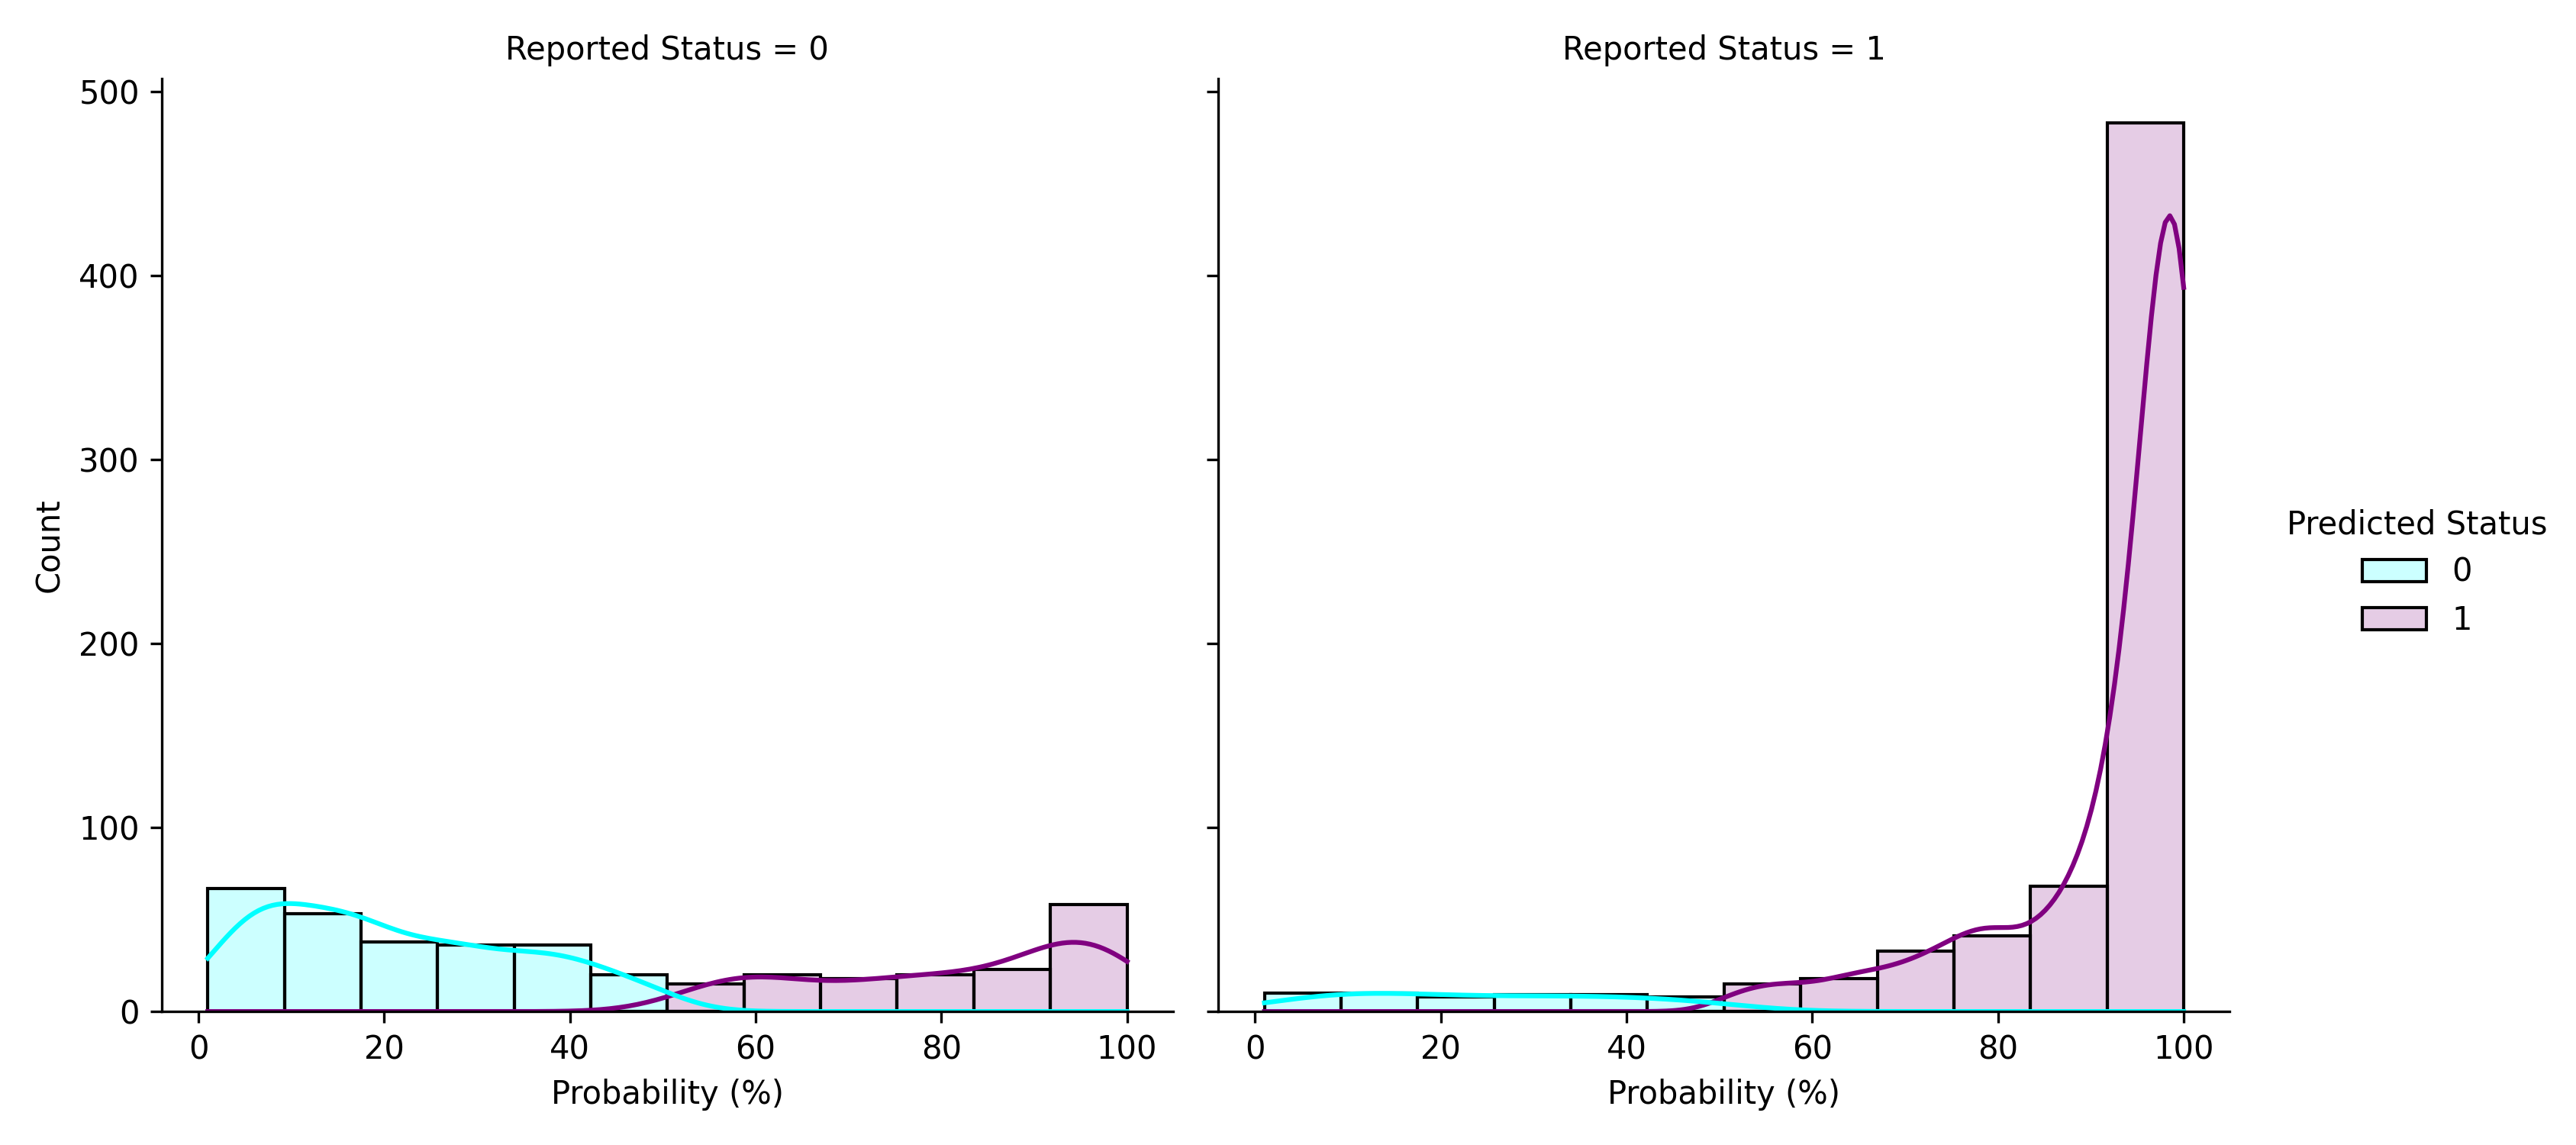 Reported Status = 0
Reported Status = 1
500
400
300
200
100
0
Count
0 20 40 60 80 100
0 20 40 60 80 100
Probability (%)
Probability (%)
Predicted Status
0
1